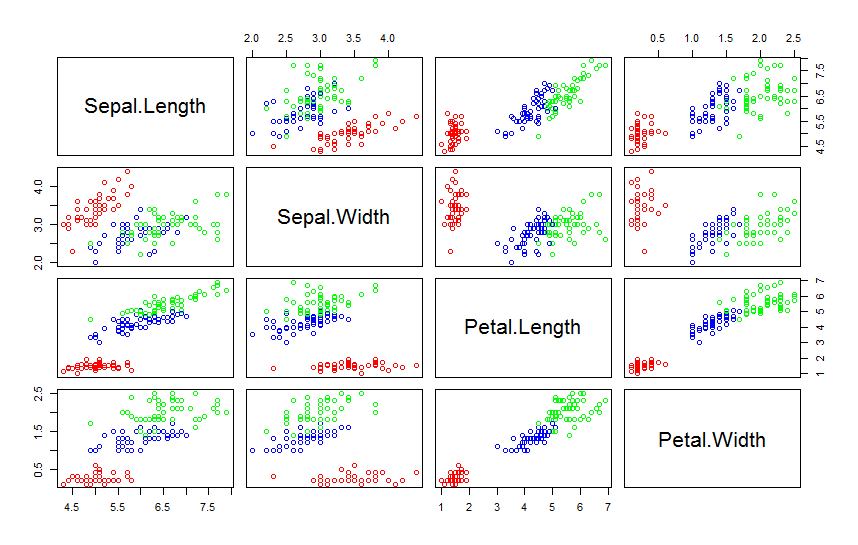 2.0 2.5 3.0 3.5 4.0
0.5 1.5 2.0 2.5
Sepal.Length
4.5 5.5 6.5 7.5
2.0 3.0 4.0
Sepal.Width
Petal.Length
1 2 3 4 5 6 7
0.5 1.5 2.5
Petal.Width
4.5 5.5 6.5 7.5
1 2 3 4 5 6 7